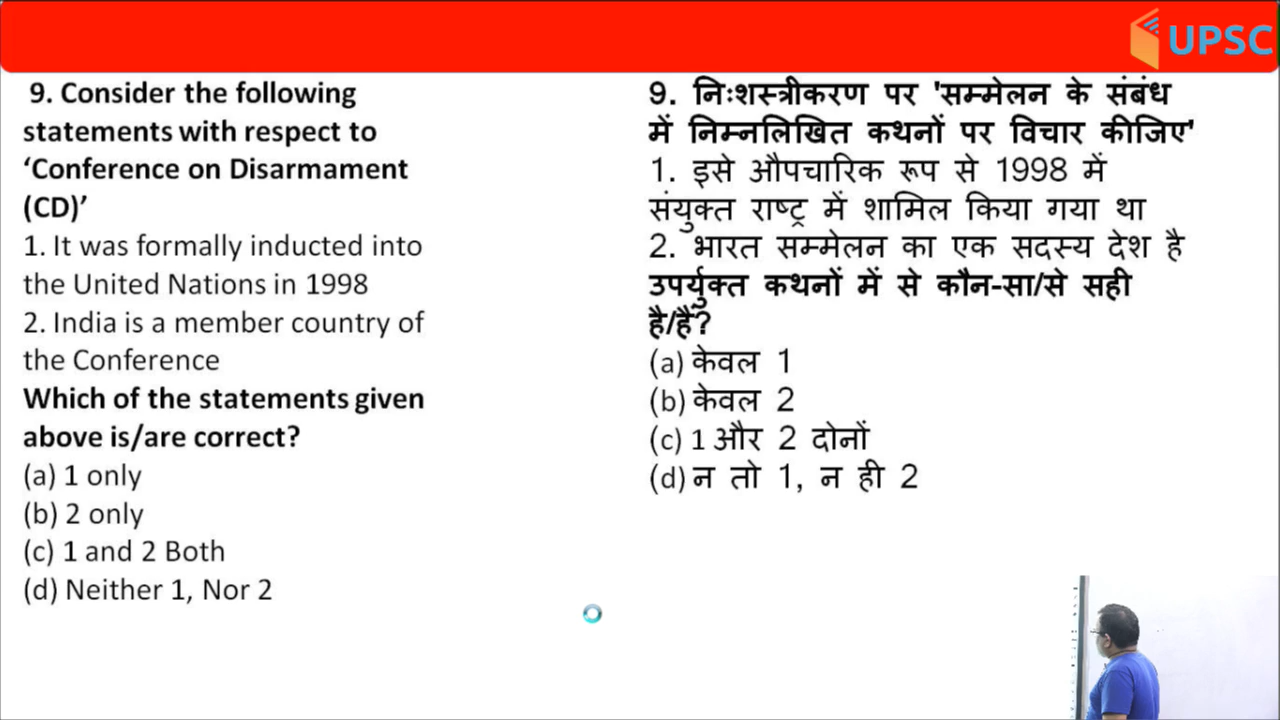 UPSC
9. Consider the following
statements with respect to
‘Conference on Disarmament
(CD)’
1. It was formally inducted into
the United Nations in 1998
2. India is a member country of
the Conference
Which of the statements given
above is/are correct?
(a) 1 only
(b) 2 only
(c) 1 and 2 Both
(d) Neither 1, Nor 2
9. निःशस्त्रीकरण पर 'सम्मेलन के संबंध
में निम्नलिखित कथनों पर विचार कीजिए'
1. इसे औपचारिक रूप से 1998 में
संयुक्त राष्ट्र में शामिल किया गया था
2. भारत सम्मेलन का एक सदस्य देश है
उपर्युक्त कथनों में से कौन-सा/से सही
है/हैं?
(a) केवल 1
(b) केवल 2
(c) 1 और 2 दोनों
(d) न तो 1, न ही 2